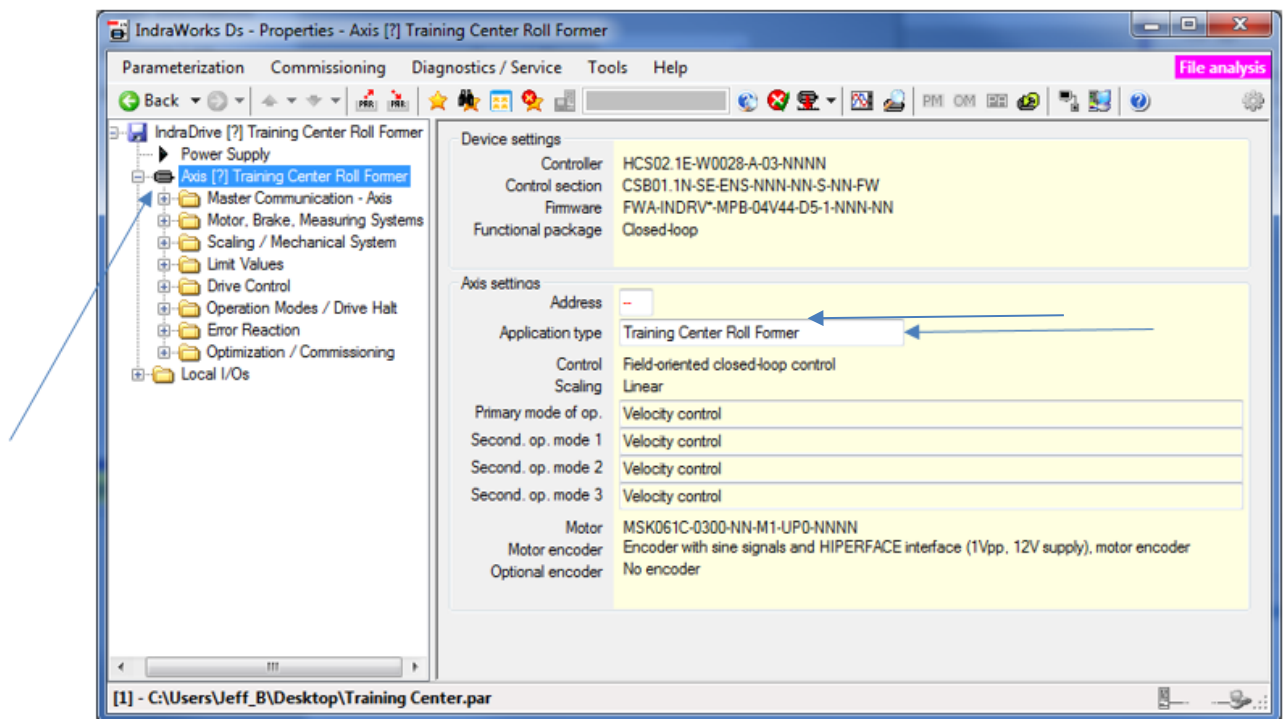 IndraWorks Ds - Properties - Axis [?] Training Center Roll Former
Parameterization Commissioning Diagnostics / Service Tools Help File analysis
Back PAR PAR PM OM
IndraDrive [?] Training Center Roll Former
Power Supply
Axis [?] Training Center Roll Former
Master Communication - Axis
Motor, Brake, Measuring Systems
Scaling / Mechanical System
Limit Values
Drive Control
Operation Modes / Drive Halt
Error Reaction
Optimization / Commissioning
Local I/Os
Device settings
Controller HCS02.1E-W0028-A-03-NNNN
Control section CSB01.1N-SE-ENS-NNN-NN-S-NN-FW
Firmware FWA-INDRV*-MPB-04V44-D5-1-NNN-NN
Functional package Closed-loop
Axis settings
Address --
Application type Training Center Roll Former
Control Field-oriented closed-loop control
Scaling Linear
Primary mode of op. Velocity control
Second. op. mode 1 Velocity control
Second. op. mode 2 Velocity control
Second. op. mode 3 Velocity control
Motor MSK061C-0300-NN-M1-UP0-NNNN
Motor encoder Encoder with sine signals and HIPERFACE interface (1Vpp, 12V supply), motor encoder
Optional encoder No encoder
[1] - C:\Users\Jeff_B\Desktop\Training Center.par